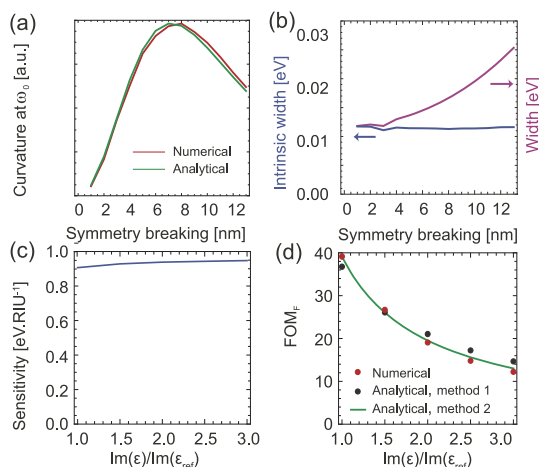 (a)
Curvature at ω₀ [a.u.]
Numerical
Analytical
0 2 4 6 8 10 12
Symmetry breaking [nm]
(b)
Intrinsic width [eV]
0.03
0.02
0.01
0.00
Width [eV]
0 2 4 6 8 10 12
Symmetry breaking [nm]
(c)
Sensitivity [eV.RIU⁻¹]
1.0
0.8
0.6
0.4
0.2
0.0
1.0 1.5 2.0 2.5 3.0
Im(ε)/Im(ε_ref)
(d)
FOM_F
40
30
20
10
0
Numerical
Analytical, method 1
Analytical, method 2
1.0 1.5 2.0 2.5 3.0
Im(ε)/Im(ε_ref)